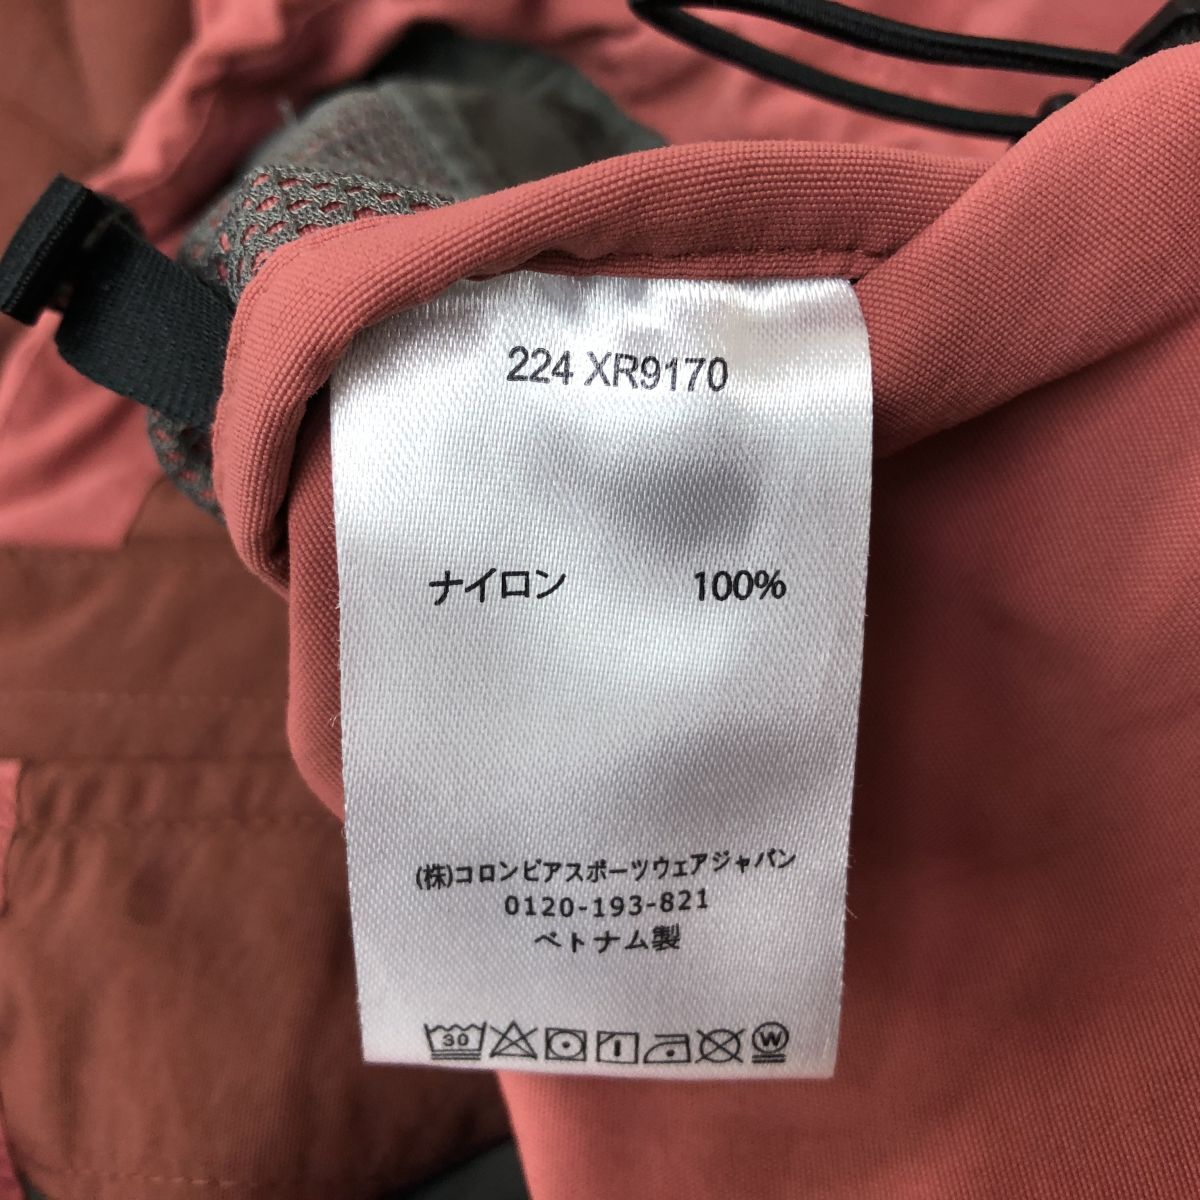 224 XR9170
ナイロン 100%
(株)コロンビアスポーツウェアジャパン
0120-193-821
ベトナム製
30 W